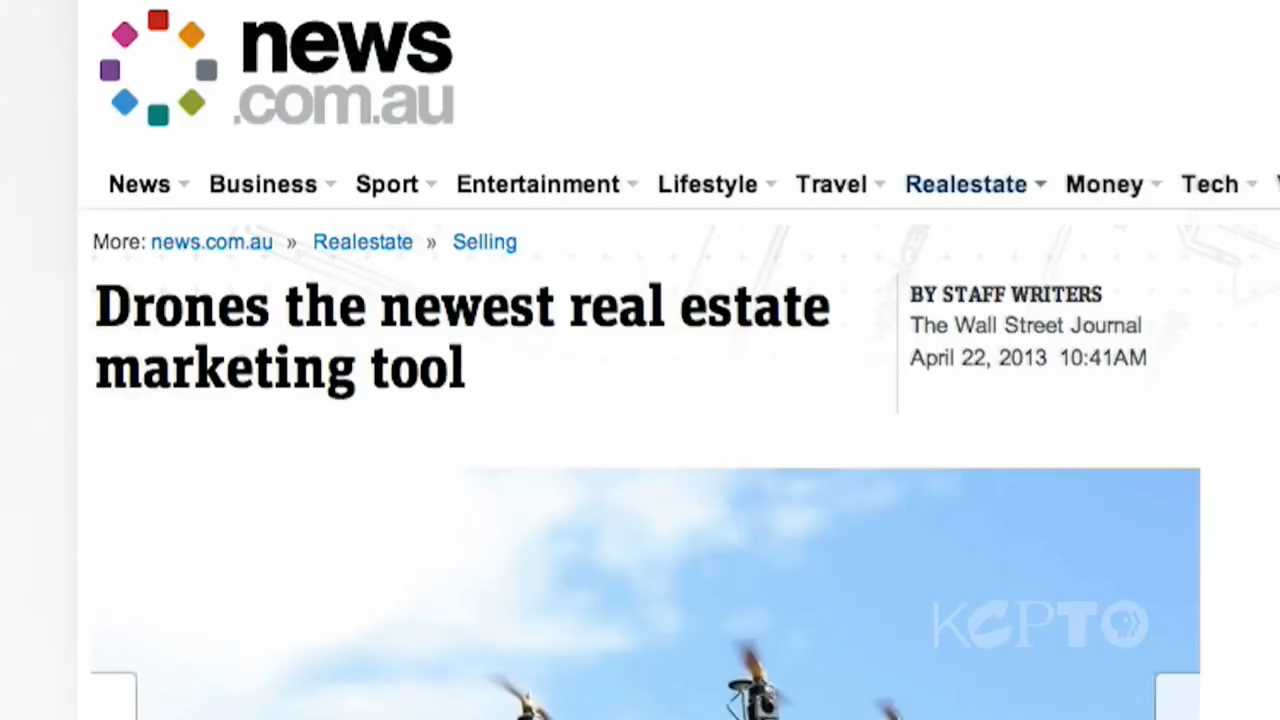 news
.com.au
News Business Sport Entertainment Lifestyle Travel Realestate Money Tech
More: news.com.au » Realestate » Selling
Drones the newest real estate
marketing tool
BY STAFF WRITERS
The Wall Street Journal
April 22, 2013 10:41AM
KCPT